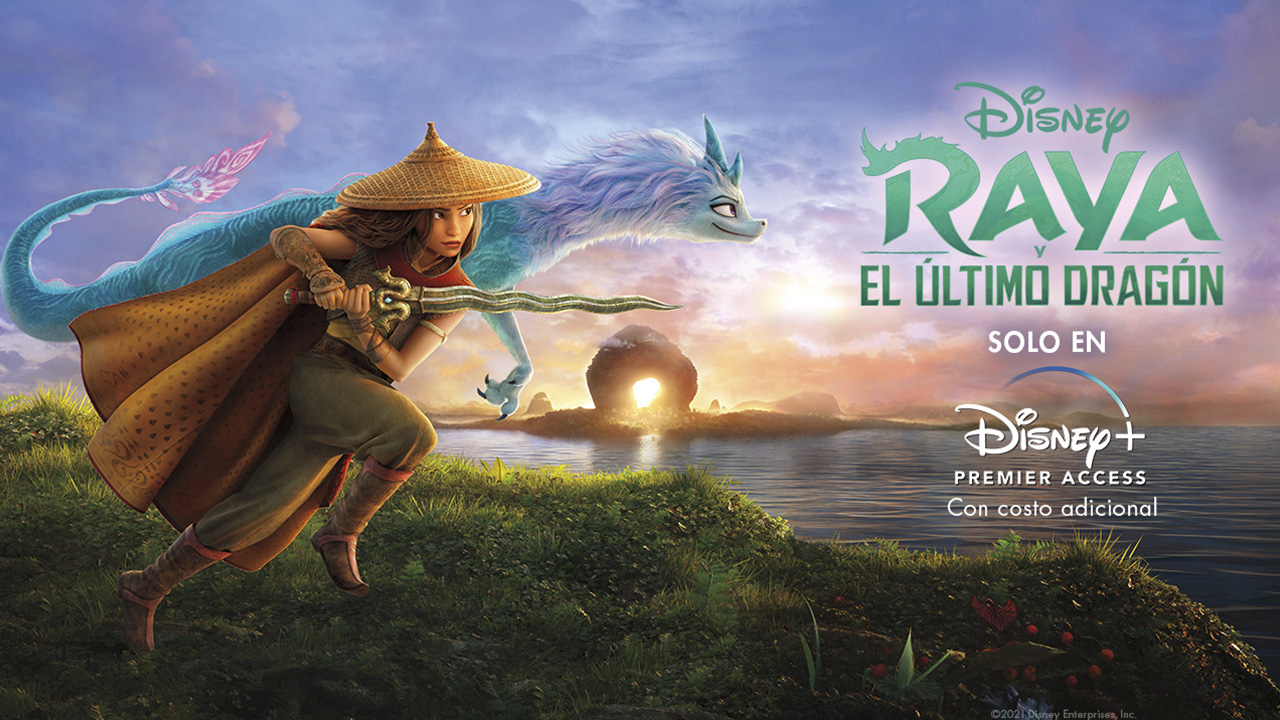 Disney
RAYA
Y
EL ÚLTIMO DRAGÓN
SOLO EN
Disney+
PREMIER ACCESS
Con costo adicional
©2021 Disney Enterprises, Inc.